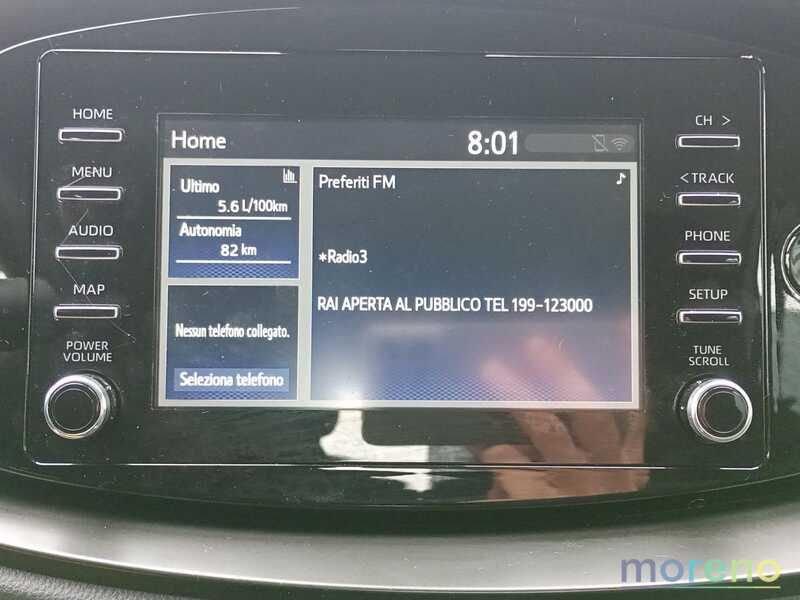 HOME
MENU
AUDIO
MAP
POWER
VOLUME
Home
8:01
Ultimo
5.6 L/100km
Autonomia
82 km
Nessun telefono collegato.
Seleziona telefono
Preferiti FM
*Radio3
RAI APERTA AL PUBBLICO TEL 199-123000
CH >
< TRACK
PHONE
SETUP
TUNE
SCROLL
moreno